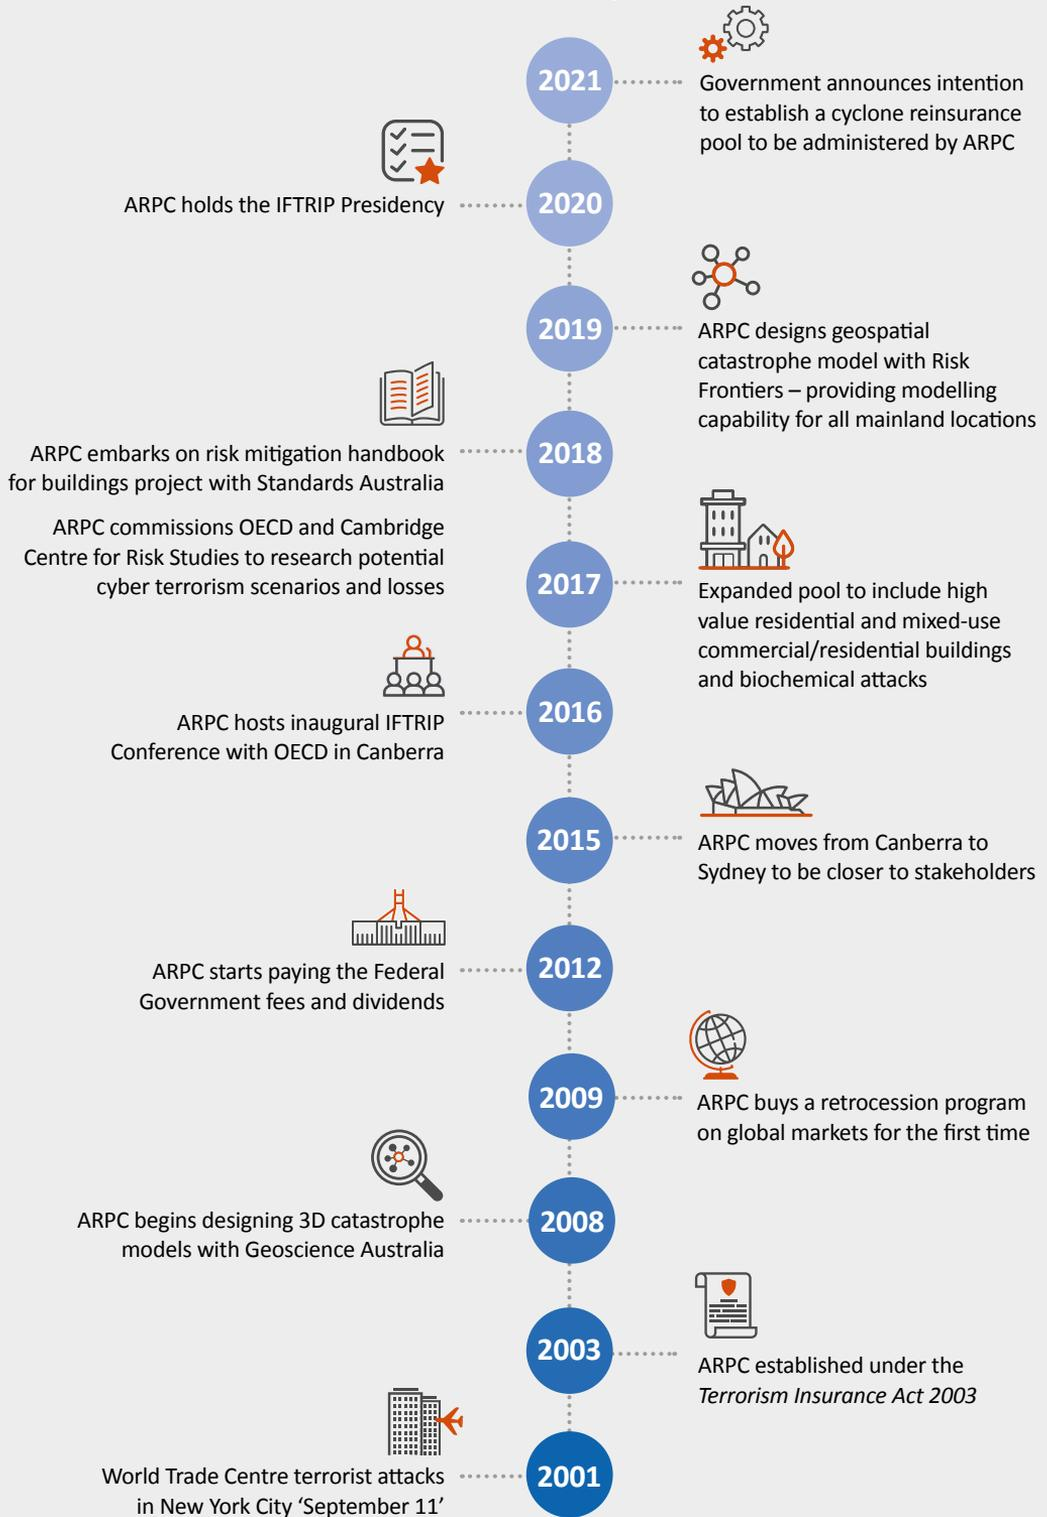 2021
Government announces intention
to establish a cyclone reinsurance
pool to be administered by ARPC
ARPC holds the IFTRIP Presidency
2020
2019
ARPC designs geospatial
catastrophe model with Risk
Frontiers – providing modelling
capability for all mainland locations
ARPC embarks on risk mitigation handbook
for buildings project with Standards Australia
2018
ARPC commissions OECD and Cambridge
Centre for Risk Studies to research potential
cyber terrorism scenarios and losses
2017
Expanded pool to include high
value residential and mixed-use
commercial/residential buildings
and biochemical attacks
ARPC hosts inaugural IFTRIP
Conference with OECD in Canberra
2016
2015
ARPC moves from Canberra to
Sydney to be closer to stakeholders
ARPC starts paying the Federal
Government fees and dividends
2012
2009
ARPC buys a retrocession program
on global markets for the first time
ARPC begins designing 3D catastrophe
models with Geoscience Australia
2008
2003
ARPC established under the
Terrorism Insurance Act 2003
World Trade Centre terrorist attacks
in New York City ‘September 11’
2001